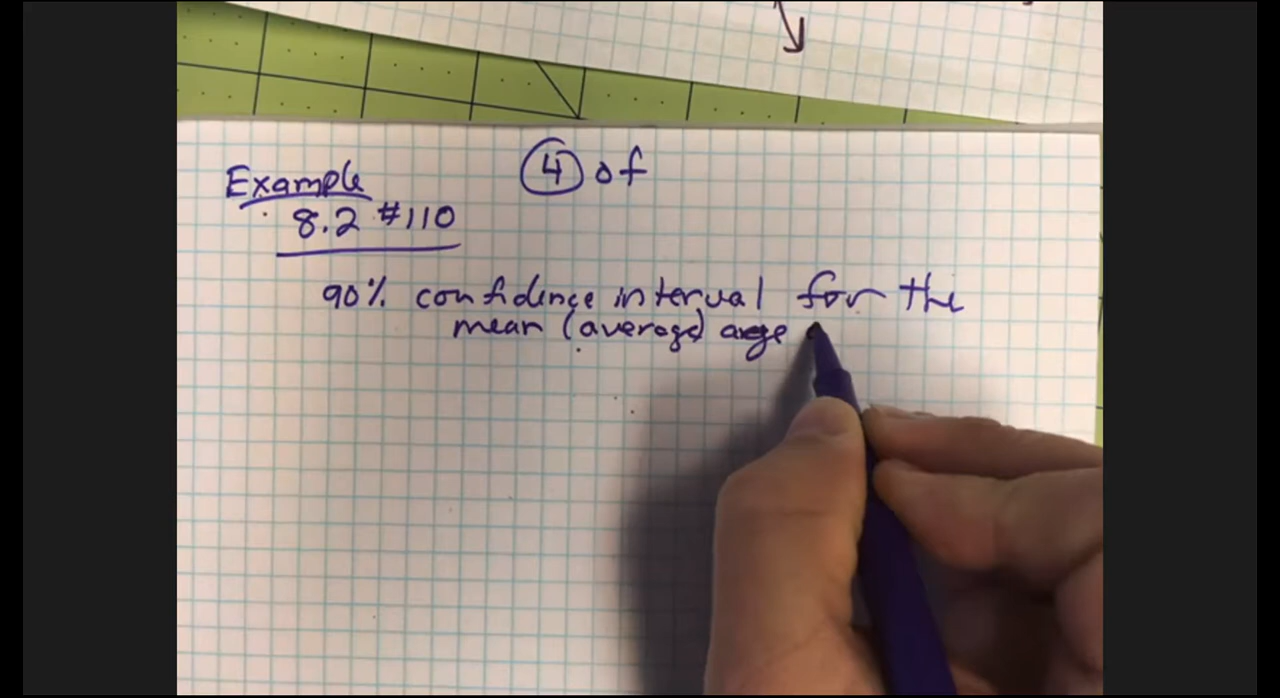 ④ of
Example
8.2 #110
90% confidence interval for the
mean (average) age